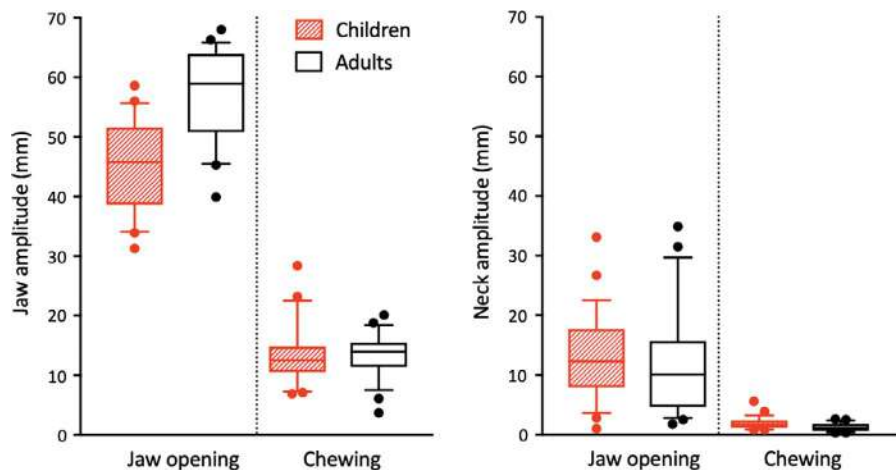 Jaw amplitude (mm)
70
60
50
40
30
20
10
0
Children
Adults
Jaw opening
Chewing
Neck amplitude (mm)
70
60
50
40
30
20
10
0
Jaw opening
Chewing